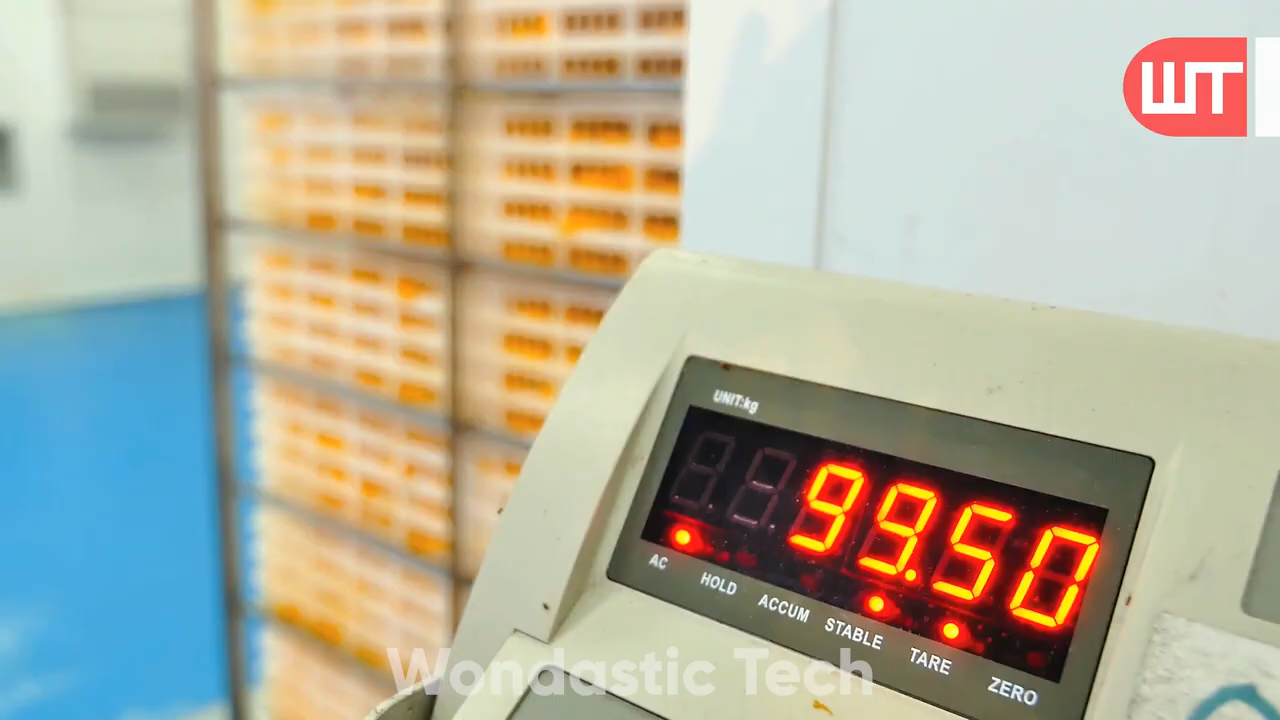 WT
UNIT:kg
99.50
AC HOLD ACCUM STABLE TARE ZERO
Wondastic Tech